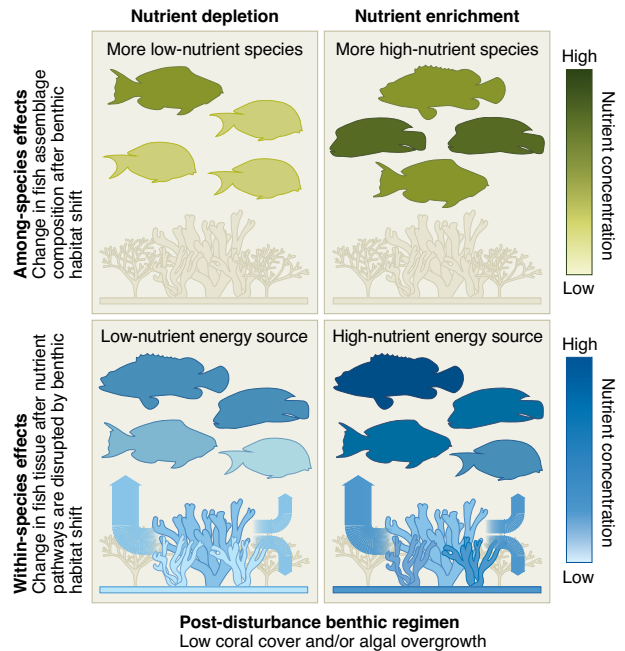 Nutrient depletion
Nutrient enrichment
Among-species effects
Change in fish assemblage
composition after benthic
habitat shift
More low-nutrient species
More high-nutrient species
High
Nutrient concentration
Low
Within-species effects
Change in fish tissue after nutrient
pathways are disrupted by benthic
habitat shift
Low-nutrient energy source
High-nutrient energy source
High
Nutrient concentration
Low
Post-disturbance benthic regimen
Low coral cover and/or algal overgrowth